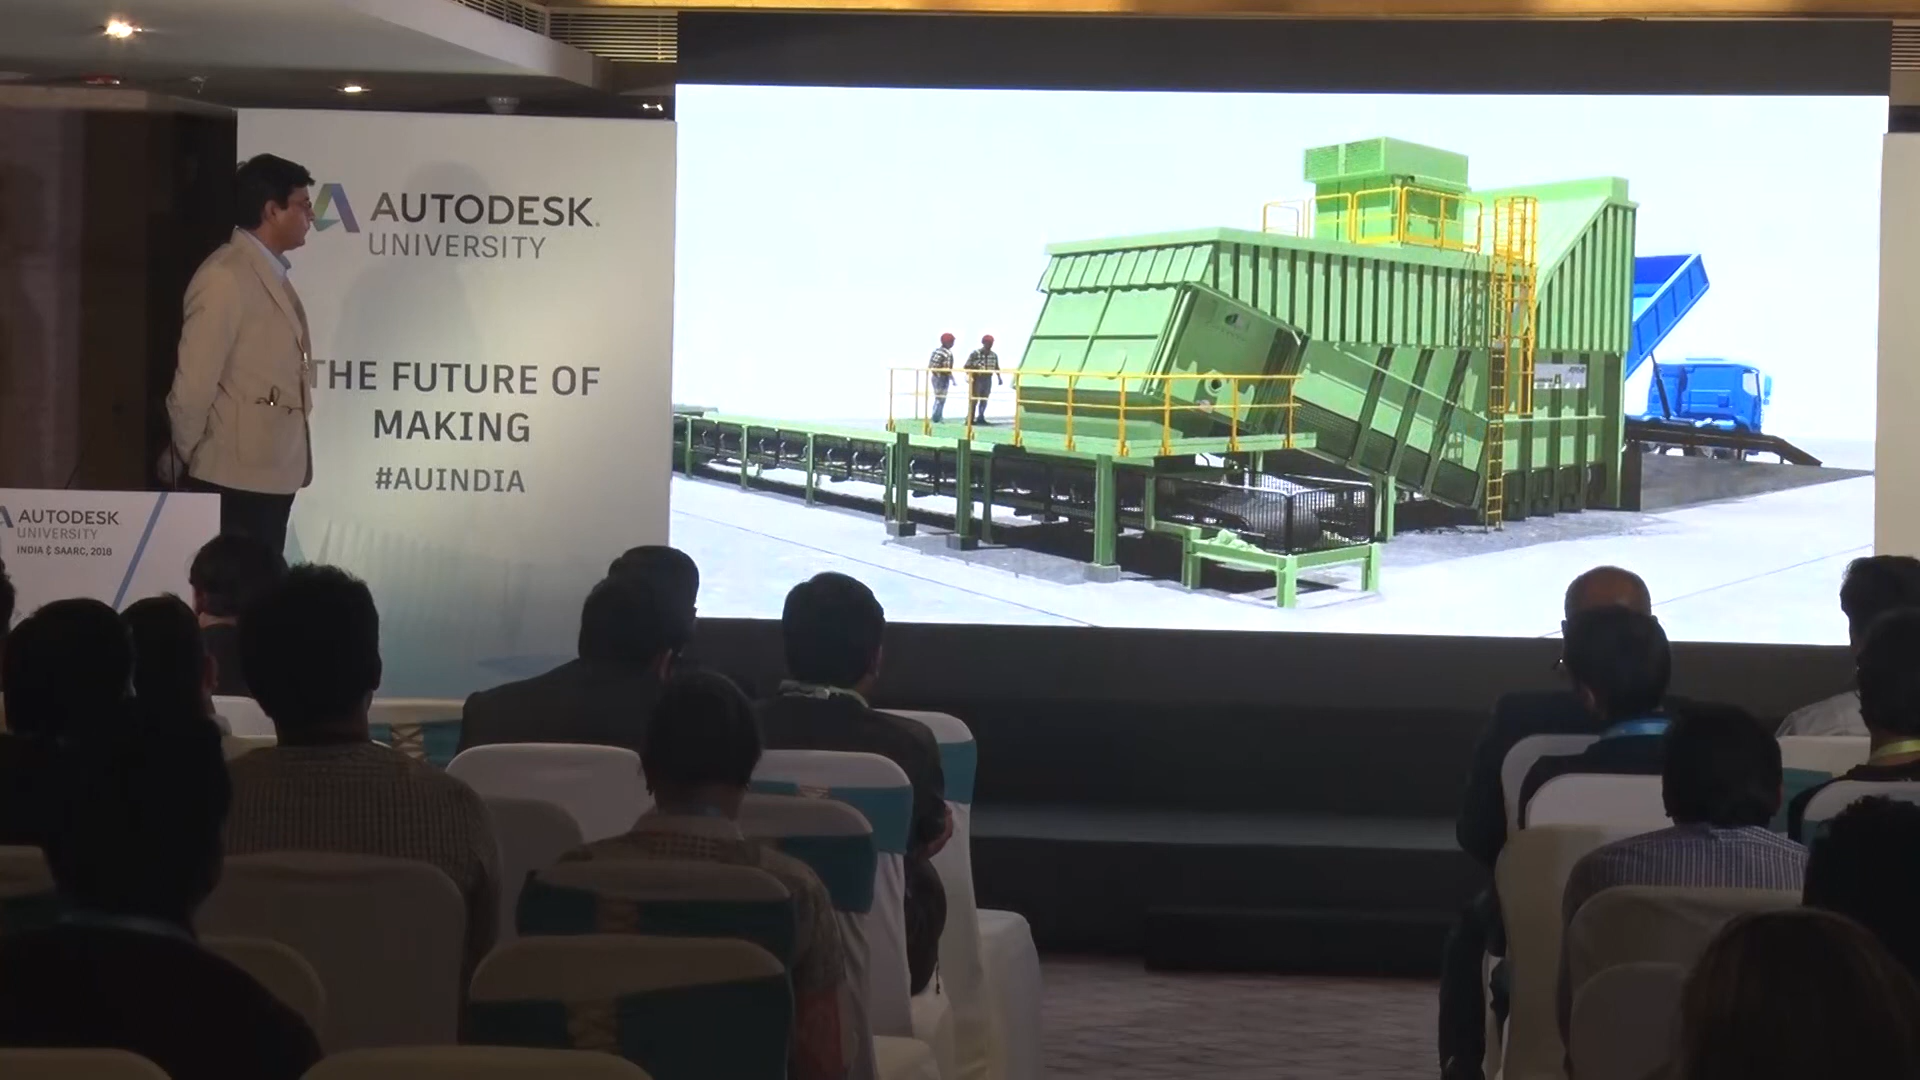 AUTODESK.
UNIVERSITY
THE FUTURE OF
MAKING
#AUINDIA
AUTODESK
UNIVERSITY
INDIA & SAARC, 2018